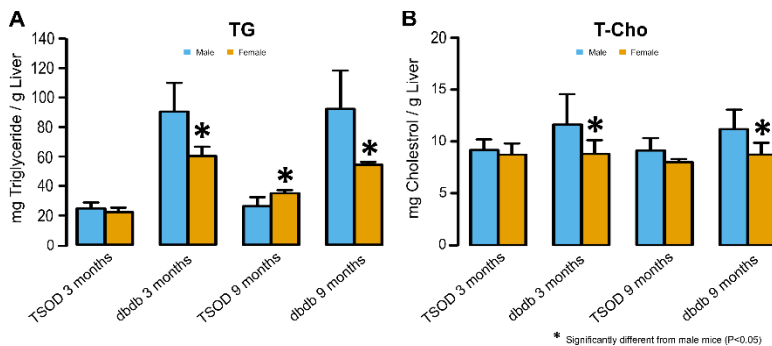 A
TG
Male Female
mg Triglyceride / g Liver
140
120
100
80
60
40
20
0
*
*
*
TSOD 3 months
dbdb 3 months
TSOD 9 months
dbdb 9 months
B
T-Cho
Male Female
mg Cholestrol / g Liver
20
15
10
5
0
*
*
TSOD 3 months
dbdb 3 months
TSOD 9 months
dbdb 9 months
* Significantly different from male mice (P<0.05)